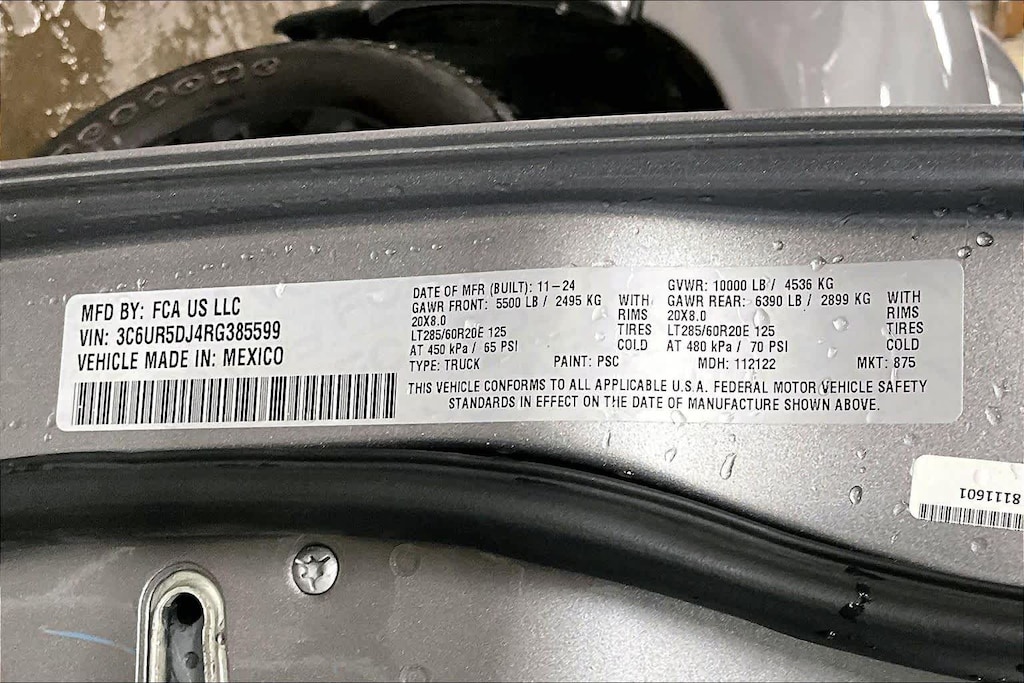 MFD BY: FCA US LLC
VIN: 3C6UR5DJ4RG385599
VEHICLE MADE IN: MEXICO
DATE OF MFR (BUILT): 11-24
GAWR FRONT: 5500 LB / 2495 KG
20X8.0
LT285/60R20E 125
AT 450 kPa / 65 PSI
WITH
RIMS
TIRES
COLD
GVWR: 10000 LB / 4536 KG
GAWR REAR: 6390 LB / 2899 KG
20X8.0
LT285/60R20E 125
AT 480 kPa / 70 PSI
WITH
RIMS
TIRES
COLD
TYPE: TRUCK PAINT: PSC MDH: 112122 MKT: 875
THIS VEHICLE CONFORMS TO ALL APPLICABLE U.S.A. FEDERAL MOTOR VEHICLE SAFETY
STANDARDS IN EFFECT ON THE DATE OF MANUFACTURE SHOWN ABOVE.
8111601